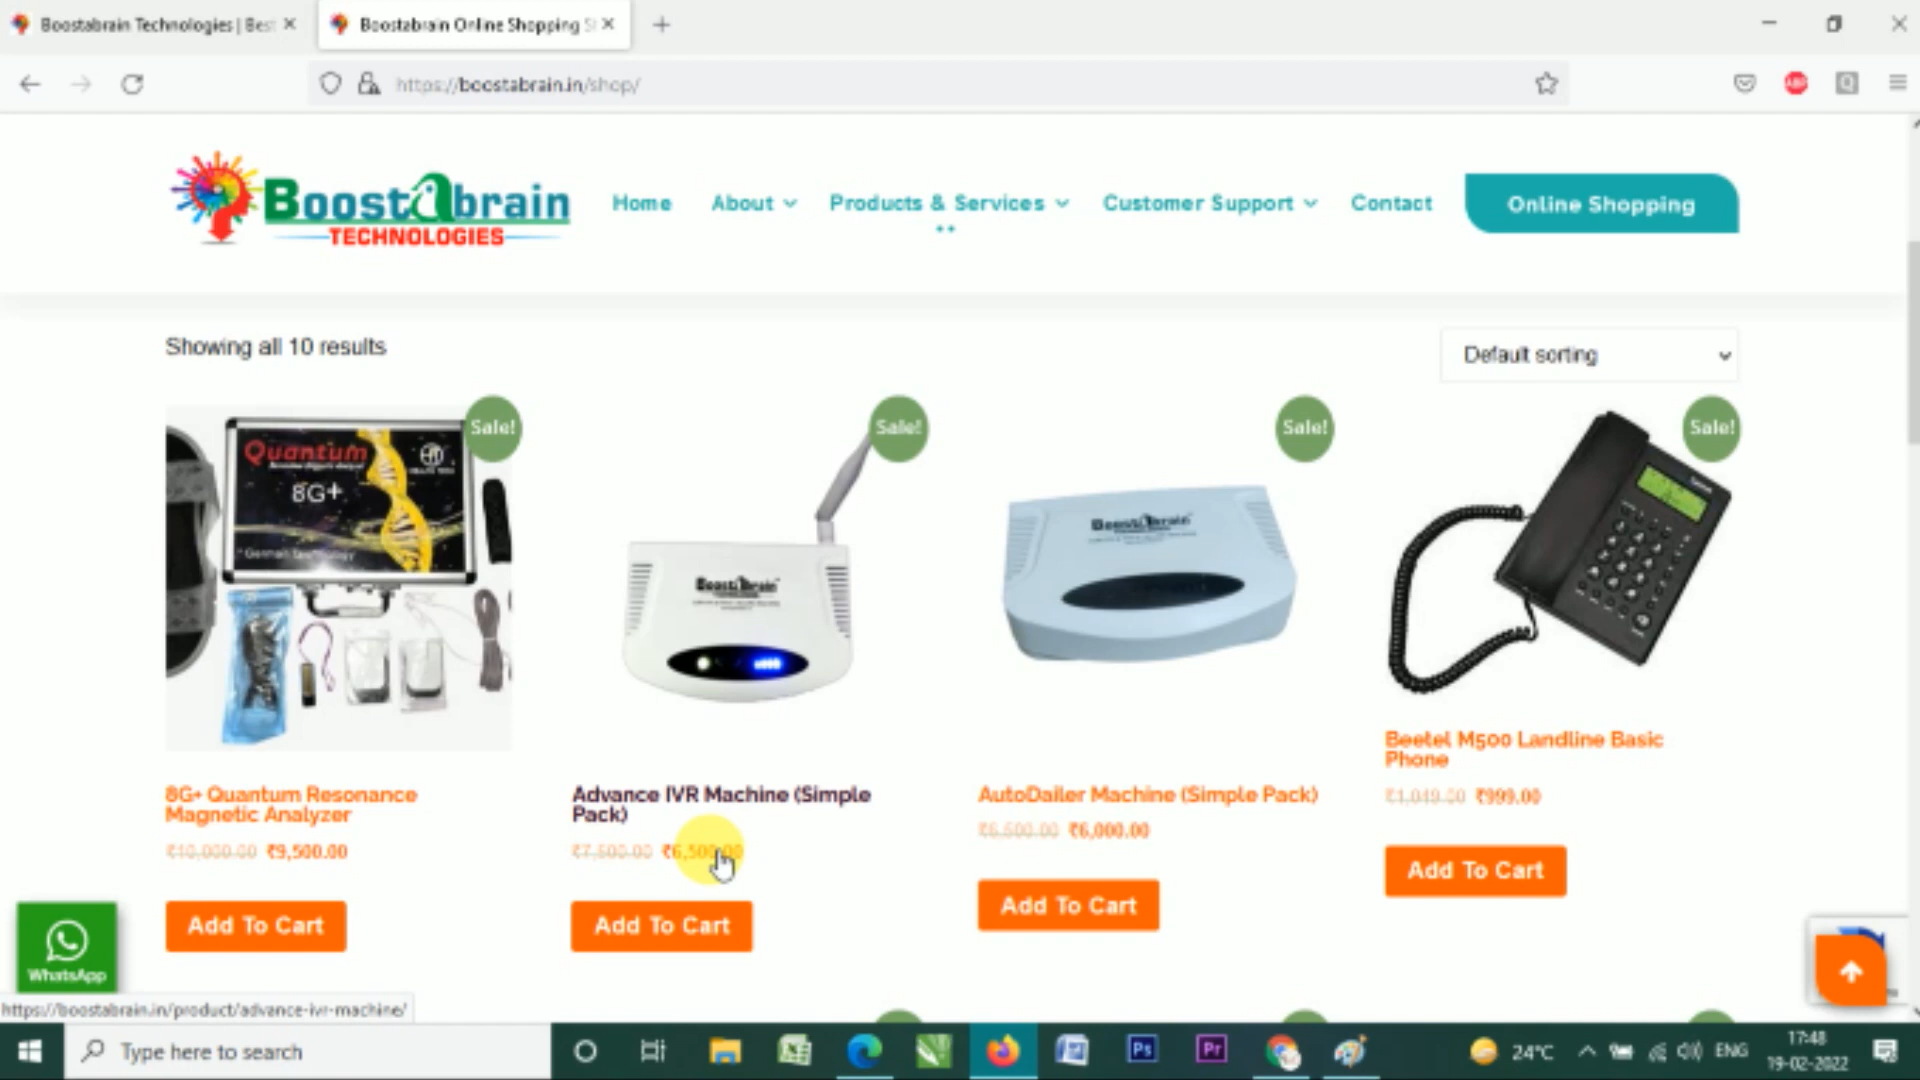 Boostabrain Technologies | Best
Boostabrain Online Shopping St
https://boostabrain.in/shop/
Boostabrain
TECHNOLOGIES
Home
About
Products & Services
Customer Support
Contact
Online Shopping
Showing all 10 results
Default sorting
Sale!
Sale!
Sale!
Sale!
Quantum
8G+
Boostabrain
Boostabrain
8G+ Quantum Resonance
Magnetic Analyzer
₹10,000.00 ₹9,500.00
Add To Cart
Advance IVR Machine (Simple
Pack)
₹7,500.00 ₹6,500.00
Add To Cart
AutoDailer Machine (Simple Pack)
₹6,500.00 ₹6,000.00
Add To Cart
Beetel M500 Landline Basic
Phone
₹1,049.00 ₹999.00
Add To Cart
WhatsApp
https://boostabrain.in/product/advance-ivr-machine/
Type here to search
Ps
Pr
24°C
ENG
17:48
19-02-2022